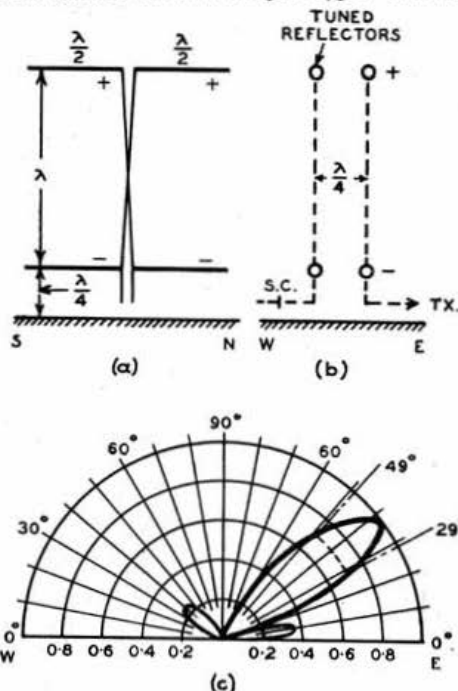 TUNED
REFLECTORS
λ/2 λ/2
+ + +
λ λ/4
− − −
λ/4 S.C. TX.
S N W E
(a) (b)
90°
60° 60°
49°
30° 29
0° 0°
W 0·8 0·6 0·4 0·2 0·2 0·4 0·6 0·8 E
(c)